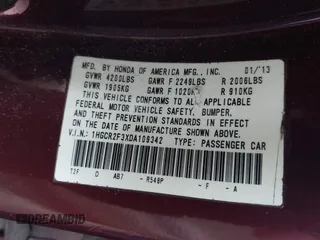 MFD. BY HONDA OF AMERICA MFG., INC. 01/'13
GVWR 4200LBS GAWR F 2249LBS R 2006LBS
GVWR 1905KG GAWR F 1020KG R 910KG
THIS VEHICLE CONFORMS TO ALL APPLICABLE
FEDERAL MOTOR VEHICLE SAFETY, BUMPER,
AND THEFT PREVENTION STANDARDS IN EFFECT
ON THE DATE OF MANUFACTURE SHOWN ABOVE.
V.I.N.: 1HGCR2F3XDA109342 TYPE: PASSENGER CAR
T2F D AB7 - R548P - F - A